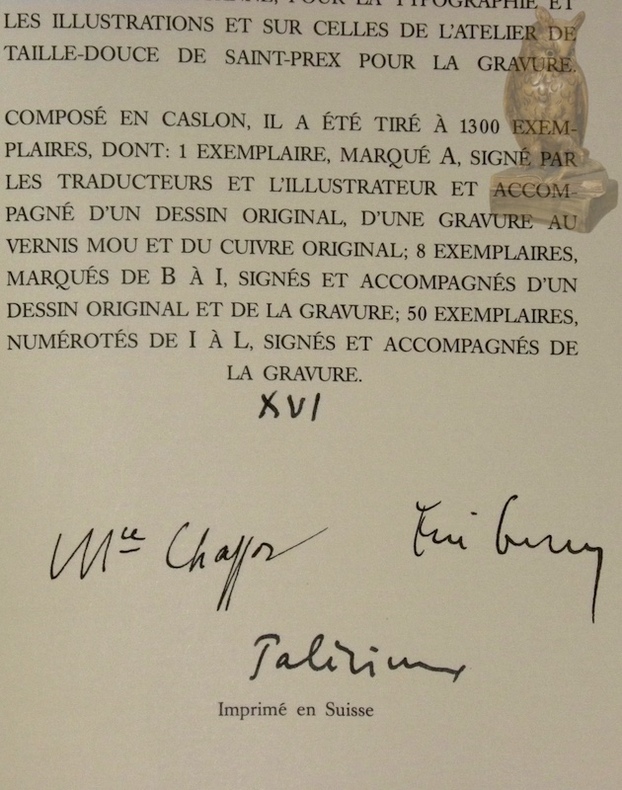 POUR LA TYPOGRAPHIE ET
LES ILLUSTRATIONS ET SUR CELLES DE L'ATELIER DE
TAILLE-DOUCE DE SAINT-PREX POUR LA GRAVURE.
COMPOSÉ EN CASLON, IL A ÉTÉ TIRÉ À 1300 EXEM-
PLAIRES, DONT: 1 EXEMPLAIRE, MARQUÉ A, SIGNÉ PAR
LES TRADUCTEURS ET L'ILLUSTRATEUR ET ACCOM-
PAGNÉ D'UN DESSIN ORIGINAL, D'UNE GRAVURE AU
VERNIS MOU ET DU CUIVRE ORIGINAL; 8 EXEMPLAIRES,
MARQUÉS DE B À I, SIGNÉS ET ACCOMPAGNÉS D'UN
DESSIN ORIGINAL ET DE LA GRAVURE; 50 EXEMPLAIRES,
NUMÉROTÉS DE I À L, SIGNÉS ET ACCOMPAGNÉS DE
LA GRAVURE.
XVI
Mce Chappaz
Imprimé en Suisse